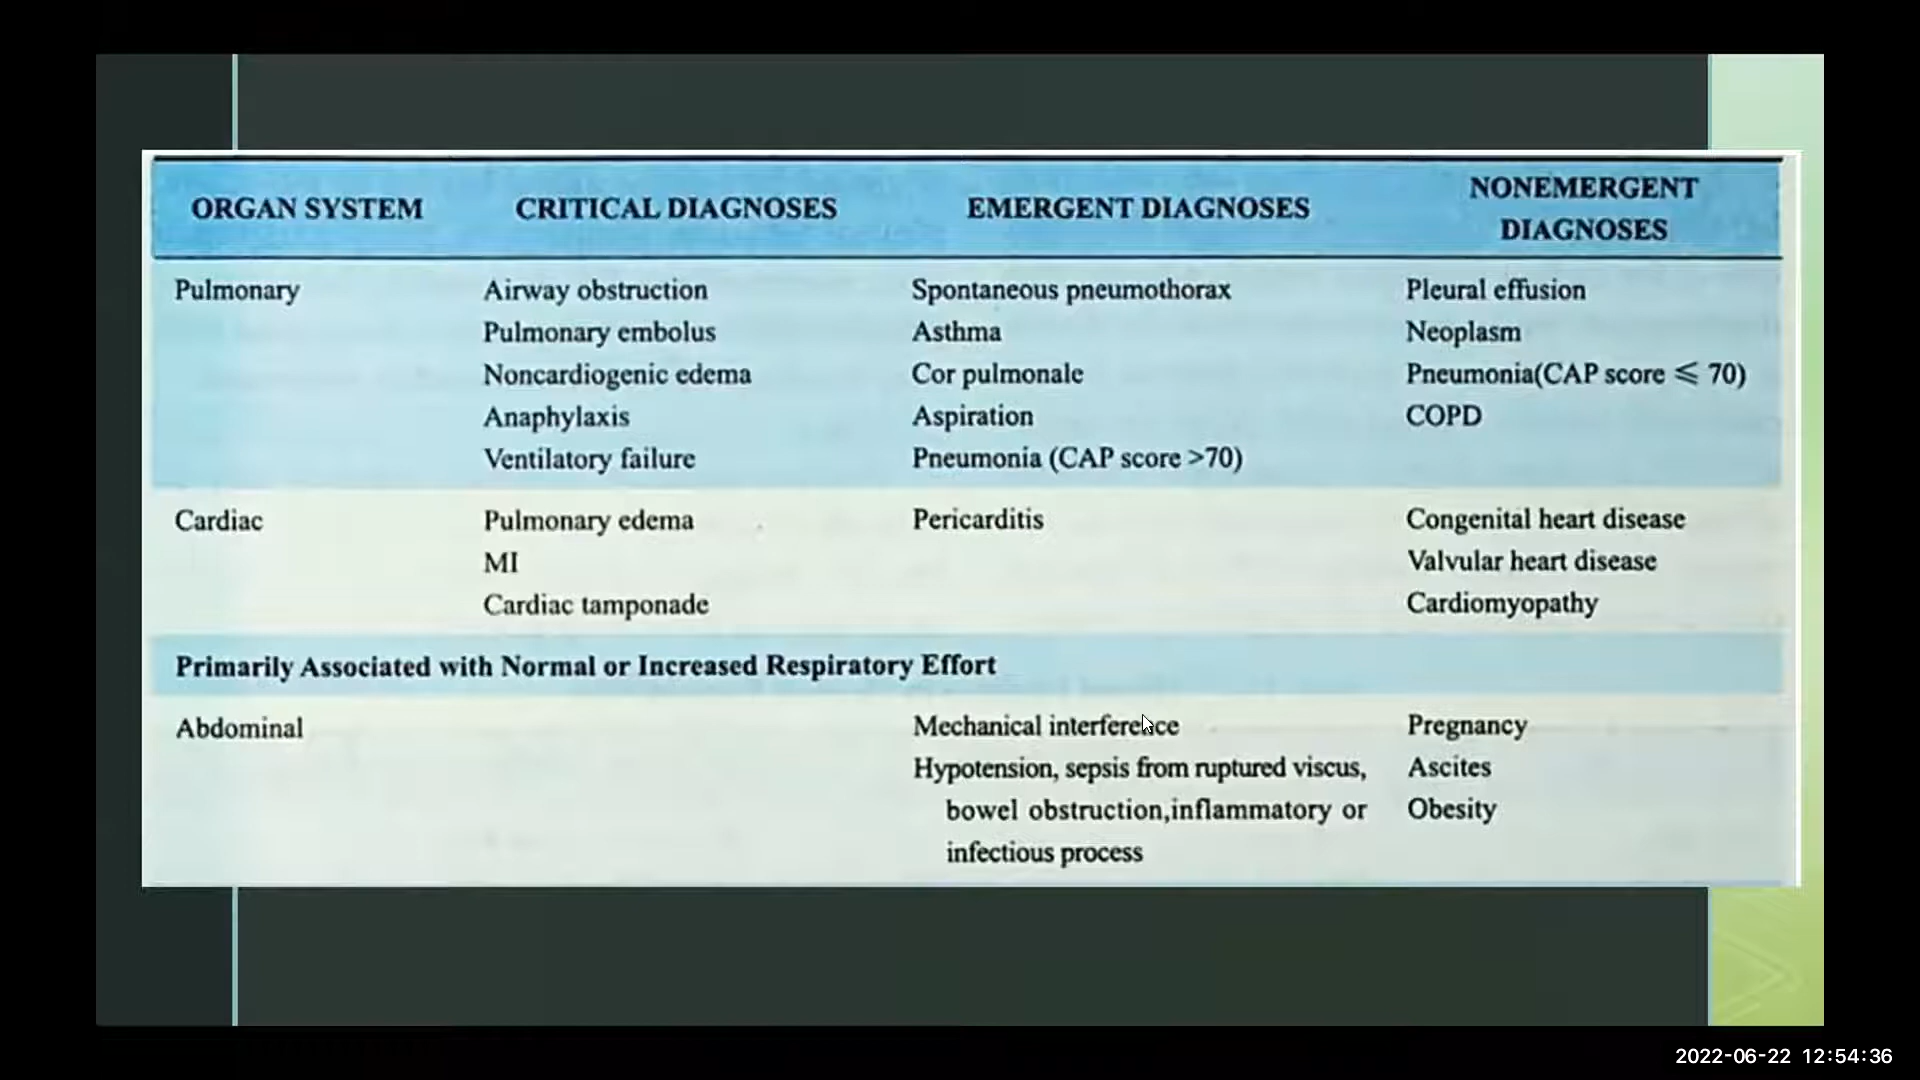 ORGAN SYSTEM CRITICAL DIAGNOSES EMERGENT DIAGNOSES NONEMERGENT DIAGNOSES
Pulmonary Airway obstruction Spontaneous pneumothorax Pleural effusion
Pulmonary embolus Asthma Neoplasm
Noncardiogenic edema Cor pulmonale Pneumonia(CAP score ⩽ 70)
Anaphylaxis Aspiration COPD
Ventilatory failure Pneumonia (CAP score >70)
Cardiac Pulmonary edema Pericarditis Congenital heart disease
MI Valvular heart disease
Cardiac tamponade Cardiomyopathy
Primarily Associated with Normal or Increased Respiratory Effort
Abdominal Mechanical interference Pregnancy
Hypotension, sepsis from ruptured viscus, Ascites
bowel obstruction,inflammatory or Obesity
infectious process
2022-06-22 12:54:36